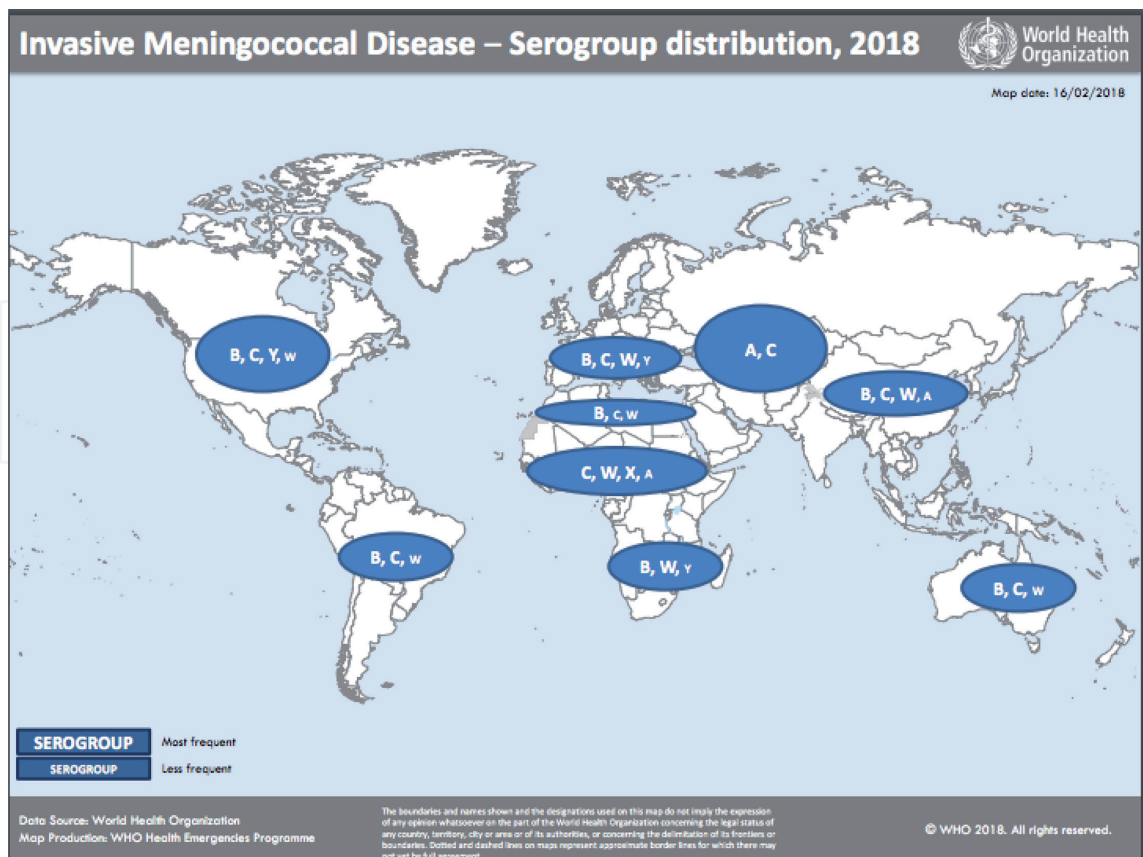 Invasive Meningococcal Disease – Serogroup distribution, 2018
World Health
Organization
Map date: 16/02/2018
B, C, Y, W
B, C, W, Y
A, C
B, C, W, A
B, C, W
C, W, X, A
B, C, W
B, W, Y
B, C, W
SEROGROUP Most frequent
SEROGROUP Less frequent
Data Source: World Health Organization
Map Production: WHO Health Emergencies Programme
The boundaries and names shown and the designations used on this map do not imply the expression
of any opinion whatsoever on the part of the World Health Organization concerning the legal status of
any country, territory, city or area or of its authorities, or concerning the delimitation of its frontiers or
boundaries. Dotted and dashed lines on maps represent approximate border lines for which there may
not yet be full agreement.
© WHO 2018. All rights reserved.